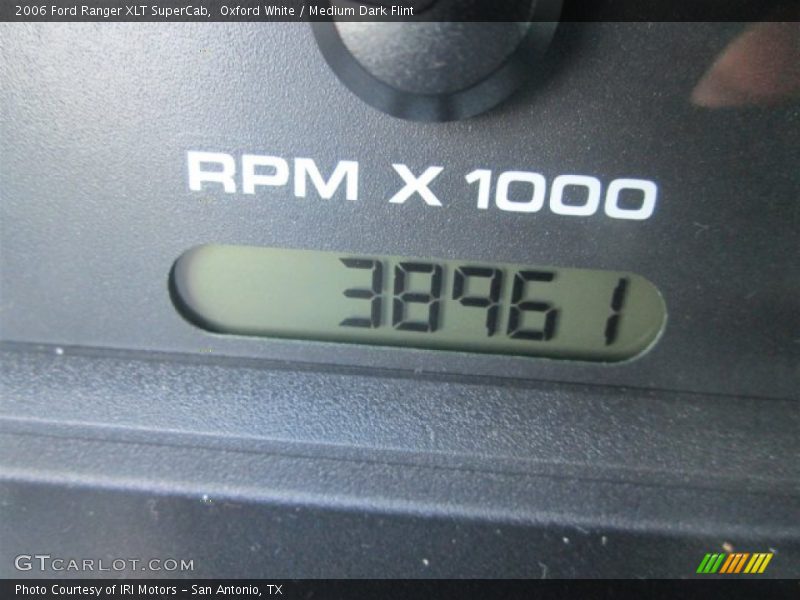 2006 Ford Ranger XLT SuperCab, Oxford White / Medium Dark Flint
RPM X 1000
38961
GTCARLOT.COM
Photo Courtesy of IRI Motors – San Antonio, TX